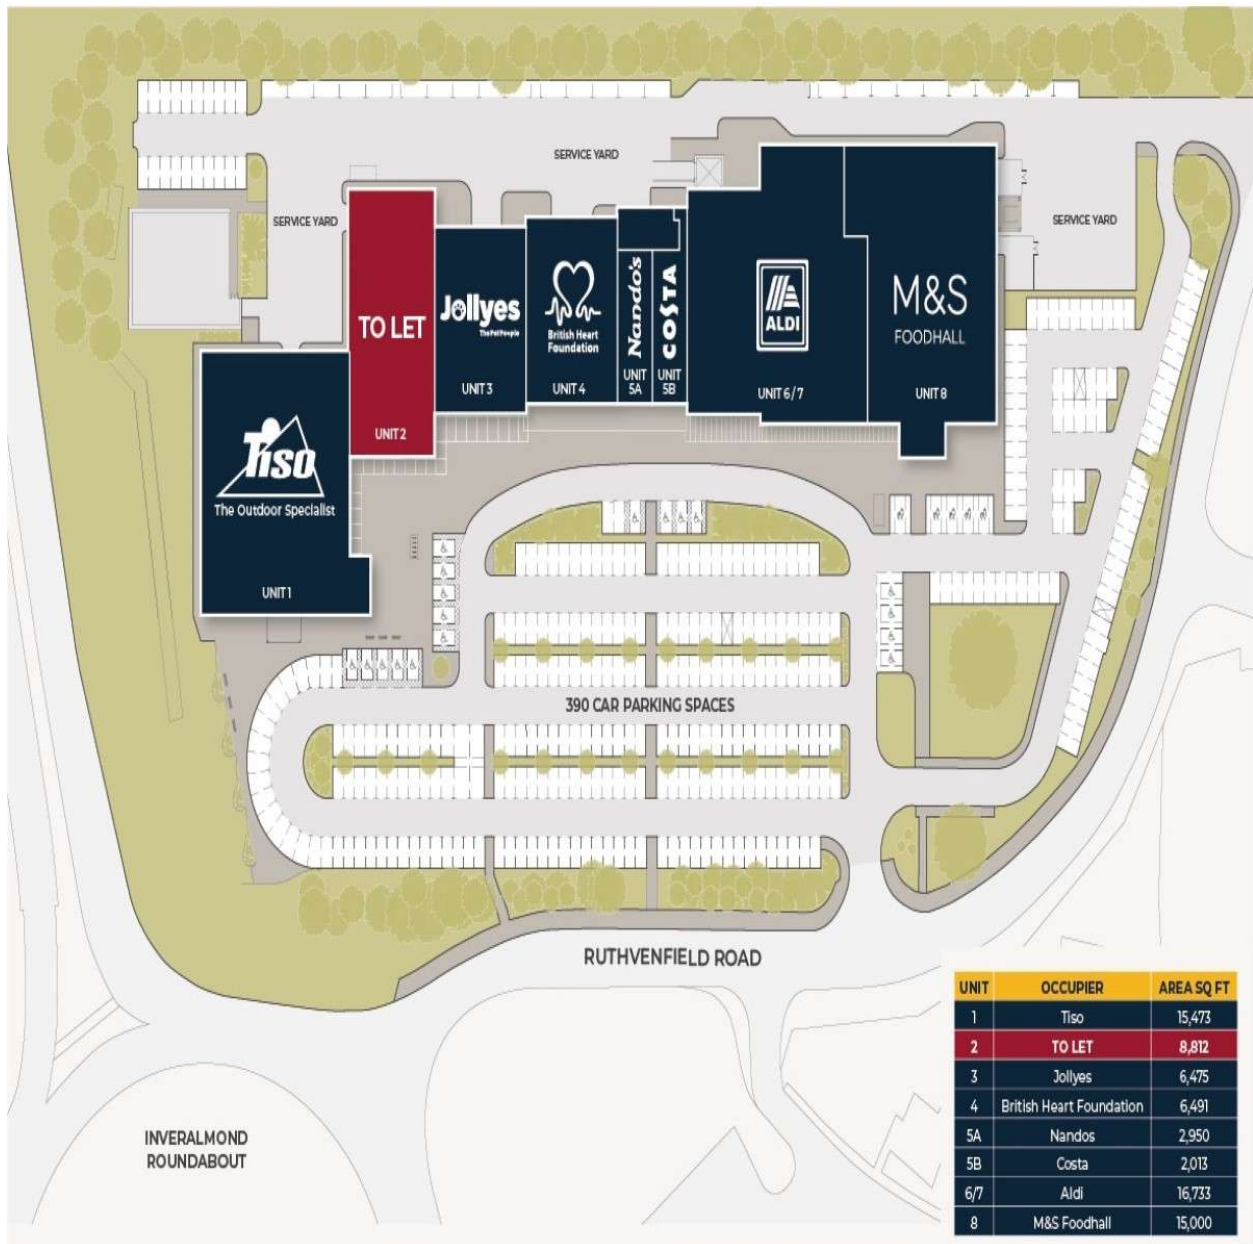 SERVICE YARD
SERVICE YARD
SERVICE YARD
TO LET
UNIT 2
Jollyes
The Pet People
UNIT 3
British Heart
Foundation
UNIT 4
Nando's
UNIT
5A
COSTA
UNIT
5B
ALDI
UNIT 6/7
M&S
FOODHALL
UNIT 8
Tiso
The Outdoor Specialist
UNIT 1
390 CAR PARKING SPACES
RUTHVENFIELD ROAD
INVERALMOND
ROUNDABOUT
UNIT OCCUPIER AREA SQ FT
1 Tiso 15,473
2 TO LET 8,812
3 Jollyes 6,475
4 British Heart Foundation 6,491
5A Nandos 2,950
5B Costa 2,013
6/7 Aldi 16,733
8 M&S Foodhall 15,000